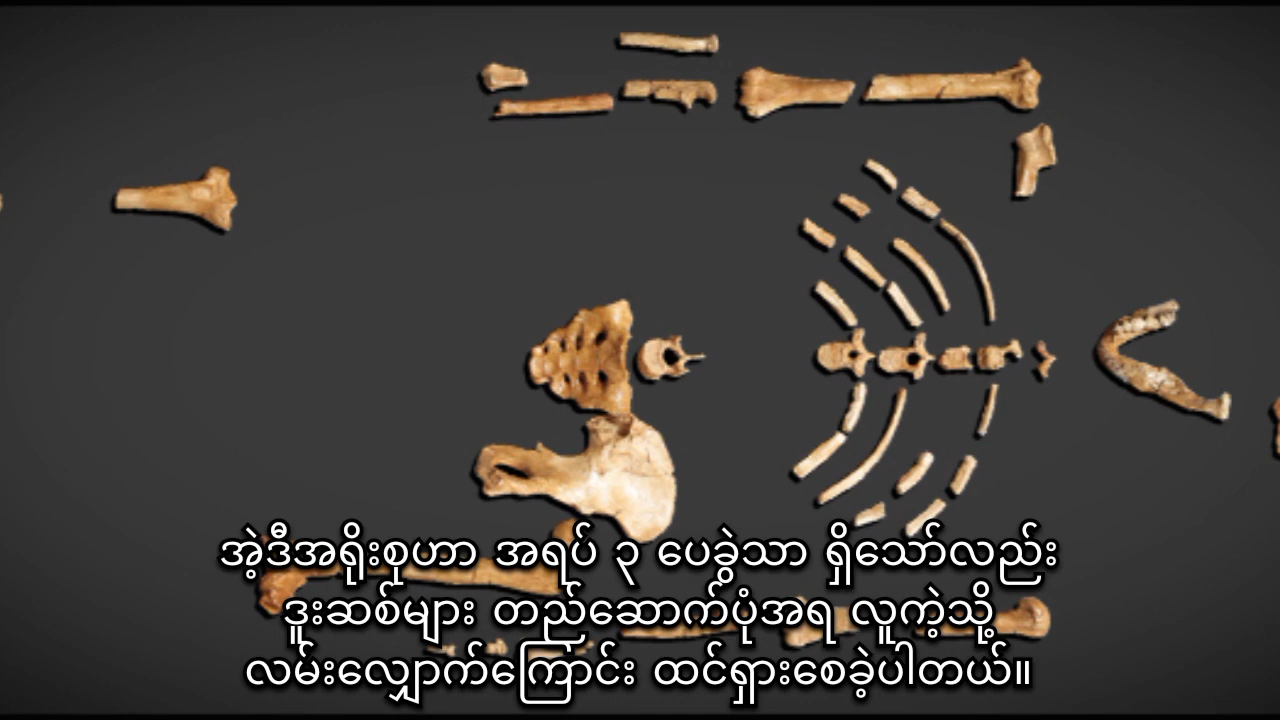 အဲ့ဒီအရိုးစုဟာ အရပ် ၃ ပေခွဲသာ ရှိသော်လည်း
ဒူးဆစ်များ တည်ဆောက်ပုံအရ လူကဲ့သို့
လမ်းလျှောက်ကြောင်း ထင်ရှားစေခဲ့ပါတယ်။